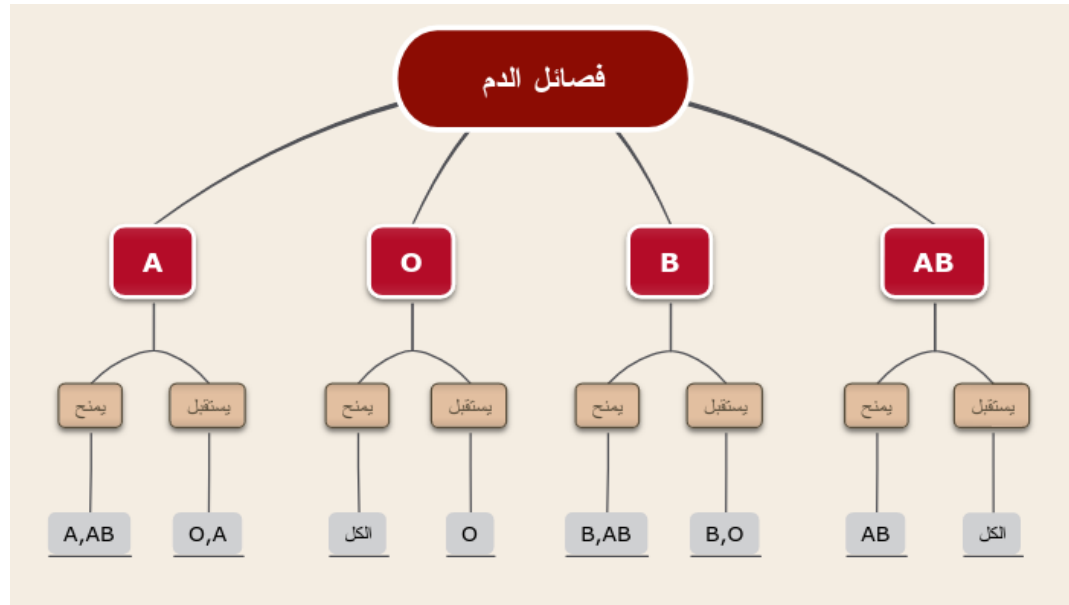 فصائل الدم
A
O
B
AB
يمنح
يستقبل
يمنح
يستقبل
يمنح
يستقبل
يمنح
يستقبل
A,AB
O,A
الكل
O
B,AB
B,O
AB
الكل